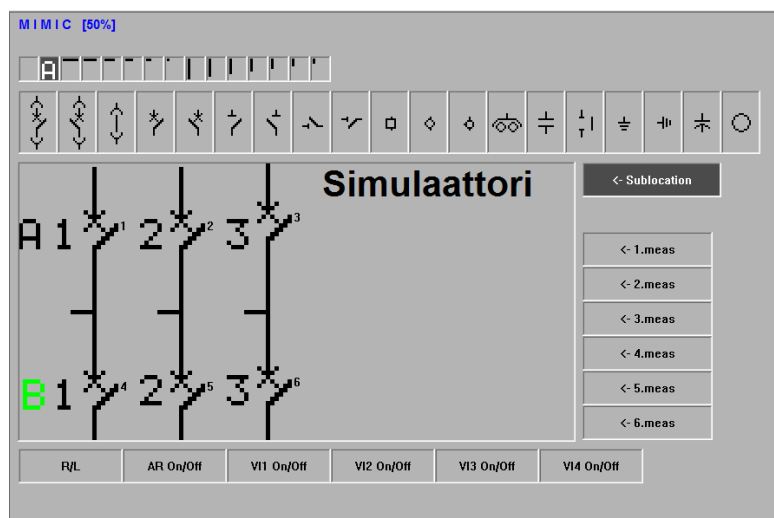 MIMIC [50%]
A
Simulaattori
<- Sublocation
A 1 1 2 2 3 3
<- 1.meas
<- 2.meas
<- 3.meas
<- 4.meas
<- 5.meas
B 1 4 2 5 3 6
<- 6.meas
R/L AR On/Off VI1 On/Off VI2 On/Off VI3 On/Off VI4 On/Off